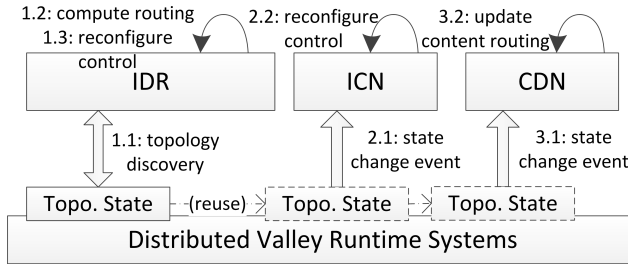 1.2: compute routing
1.3: reconfigure
control
2.2: reconfigure
control
3.2: update
content routing
IDR
ICN
CDN
1.1: topology
discovery
2.1: state
change event
3.1: state
change event
Topo. State
(reuse)
Topo. State
Topo. State
Distributed Valley Runtime Systems